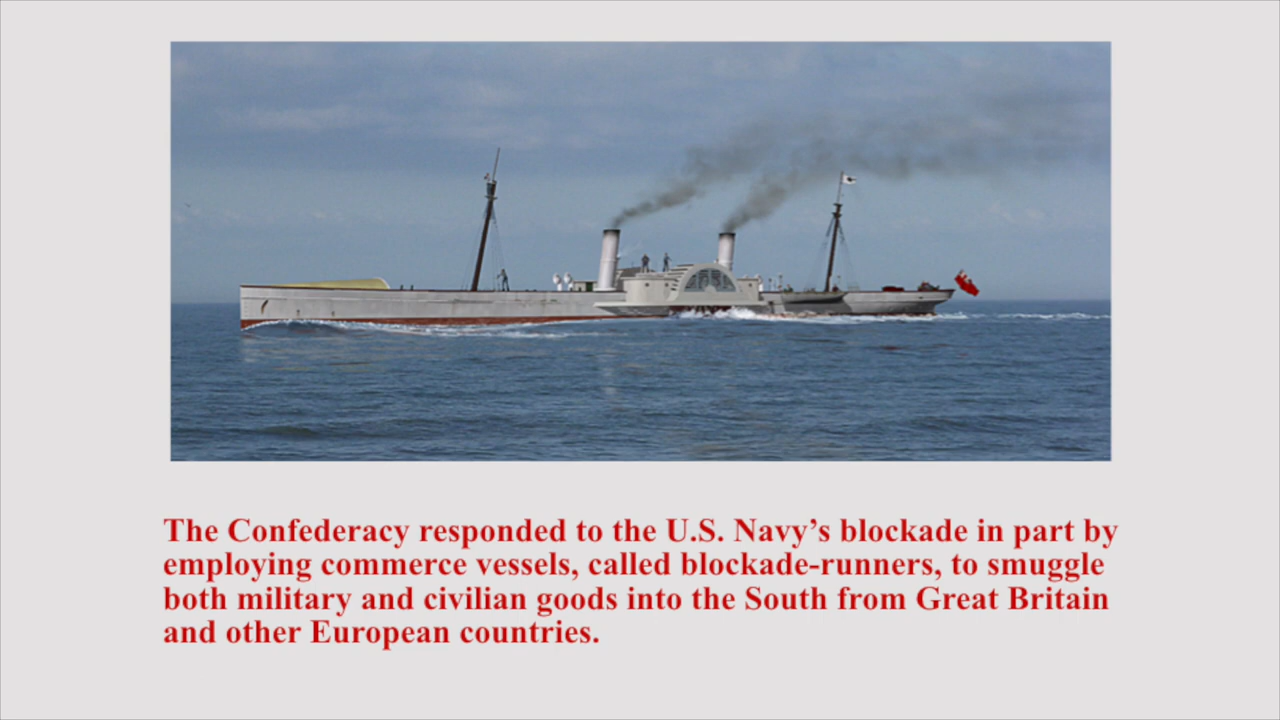 The Confederacy responded to the U.S. Navy’s blockade in part by
employing commerce vessels, called blockade-runners, to smuggle
both military and civilian goods into the South from Great Britain
and other European countries.